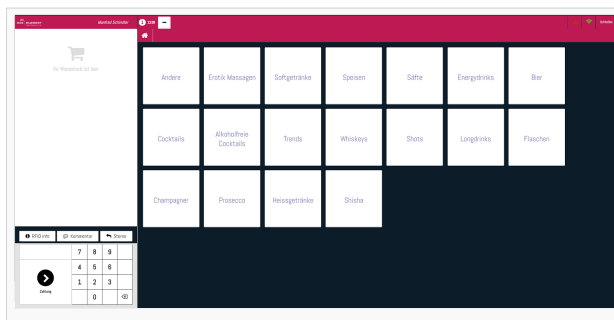 Manfred Schindler
Ihr Warenkorb ist leer
RFID Info
Kommentar
Storno
7 8 9
4 5 6
1 2 3
0
Zahlung
Andere
Erotik Massagen
Softgetränke
Speisen
Säfte
Energydrinks
Bier
Cocktails
Alkoholfreie
Cocktails
Trends
Whiskeys
Shots
Longdrinks
Flaschen
Champagner
Prosecco
Heissgetränke
Shisha